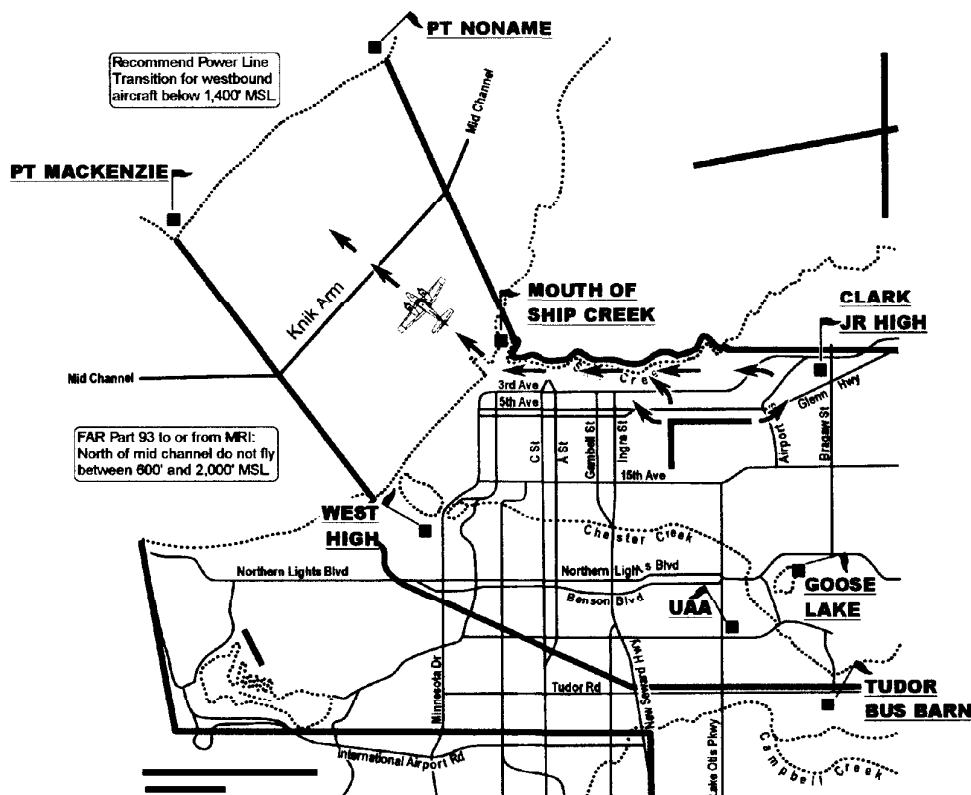 PT NONAME
Recommend Power Line
Transition for westbound
aircraft below 1,400' MSL
Mid Channel
PT MACKENZIE
Knik Arm
MOUTH OF
SHIP CREEK
CLARK
JR HIGH
Mid Channel
3rd Ave
Cree
Glenn Hwy
5th Ave
FAR Part 93 to or from MRI:
North of mid channel do not fly
between 600' and 2,000' MSL
C St
A St
Gambell St
Ingra St
Airport
Bragaw St
15th Ave
WEST
HIGH
Chester Creek
Northern Lights Blvd
Northern Lights Blvd
Benson Blvd
UAA
GOOSE
LAKE
Minnesota Dr
New Seward Hwy
Tudor Rd
TUDOR
BUS BARN
International Airport Rd
Lake Otis Pkwy
Campbell Creek